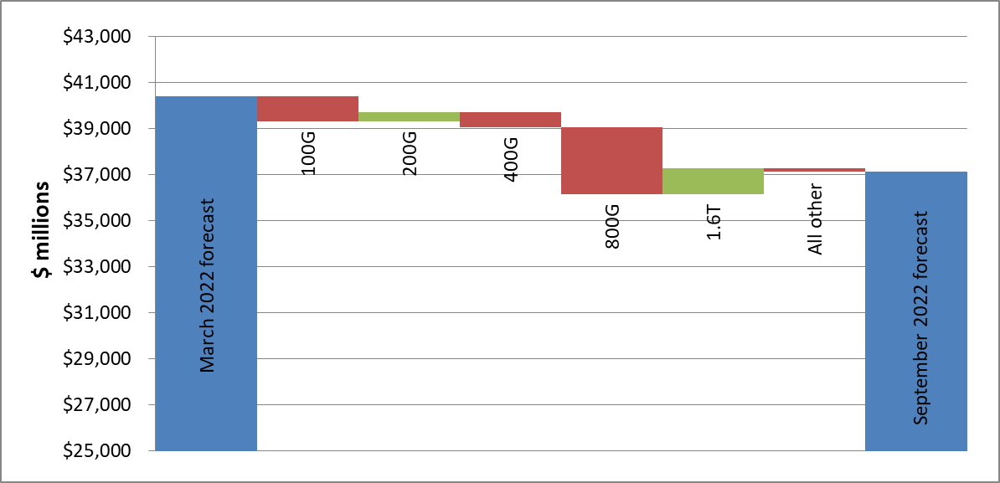 $43,000
$41,000
$39,000
$37,000
$35,000
$33,000
$31,000
$29,000
$27,000
$25,000
$ millions
March 2022 forecast
100G
200G
400G
800G
1.6T
All other
September 2022 forecast